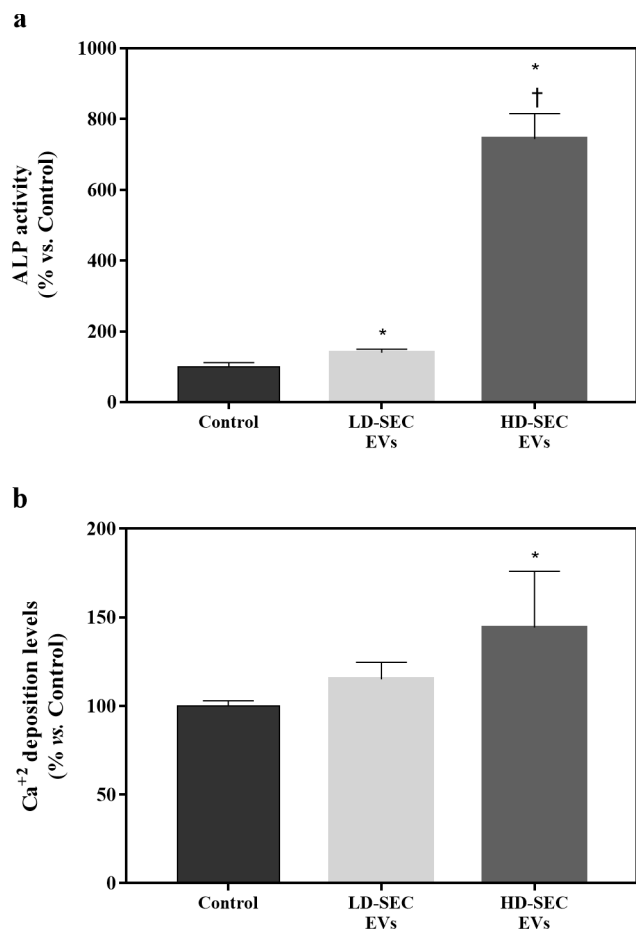 a
ALP activity
(% vs. Control)
1000
800
600
400
200
0
*
*
†
Control
LD-SEC
EVs
HD-SEC
EVs
b
Ca⁺² deposition levels
(% vs. Control)
200
150
100
50
0
*
Control
LD-SEC
EVs
HD-SEC
EVs